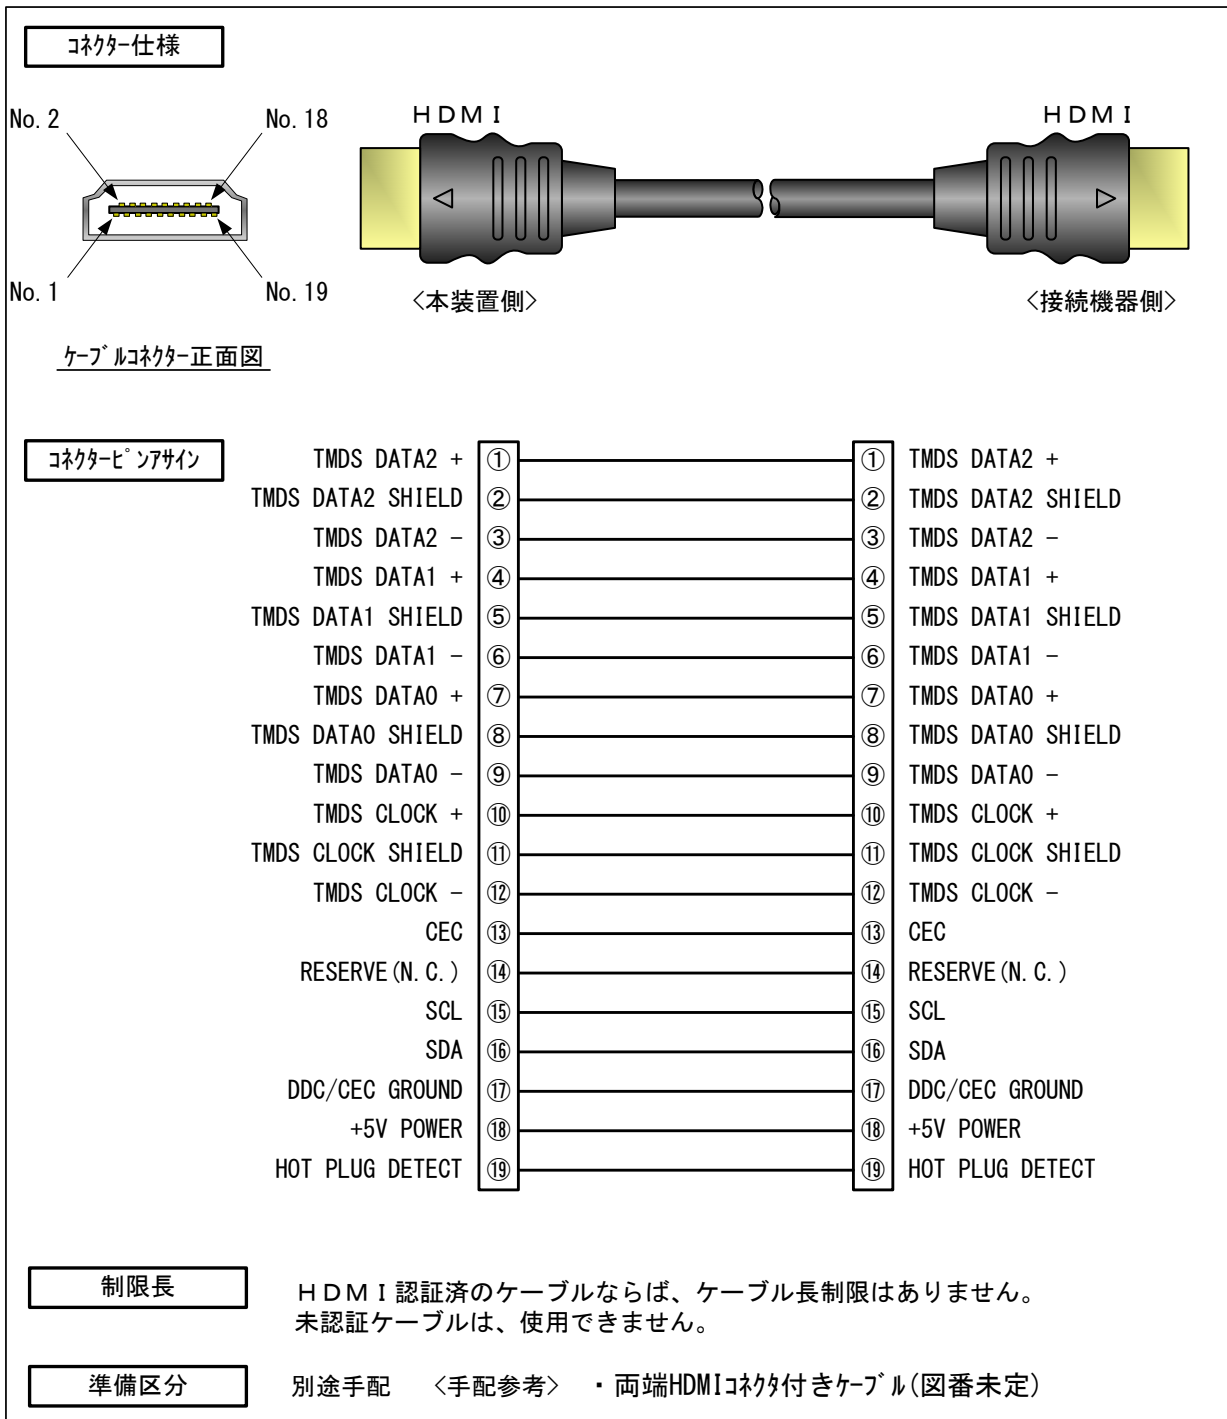 コネクター仕様
No.2
No.18
HDMI
HDMI
No.1
No.19
<本装置側>
<接続機器側>
ケーブルコネクター正面図
コネクターピンアサイン
TMDS DATA2 + ① ① TMDS DATA2 +
TMDS DATA2 SHIELD ② ② TMDS DATA2 SHIELD
TMDS DATA2 - ③ ③ TMDS DATA2 -
TMDS DATA1 + ④ ④ TMDS DATA1 +
TMDS DATA1 SHIELD ⑤ ⑤ TMDS DATA1 SHIELD
TMDS DATA1 - ⑥ ⑥ TMDS DATA1 -
TMDS DATA0 + ⑦ ⑦ TMDS DATA0 +
TMDS DATA0 SHIELD ⑧ ⑧ TMDS DATA0 SHIELD
TMDS DATA0 - ⑨ ⑨ TMDS DATA0 -
TMDS CLOCK + ⑩ ⑩ TMDS CLOCK +
TMDS CLOCK SHIELD ⑪ ⑪ TMDS CLOCK SHIELD
TMDS CLOCK - ⑫ ⑫ TMDS CLOCK -
CEC ⑬ ⑬ CEC
RESERVE(N.C.) ⑭ ⑭ RESERVE(N.C.)
SCL ⑮ ⑮ SCL
SDA ⑯ ⑯ SDA
DDC/CEC GROUND ⑰ ⑰ DDC/CEC GROUND
+5V POWER ⑱ ⑱ +5V POWER
HOT PLUG DETECT ⑲ ⑲ HOT PLUG DETECT
制限長
HDMI認証済のケーブルならば、ケーブル長制限はありません。
未認証ケーブルは、使用できません。
準備区分
別途手配 <手配参考> ・両端HDMIコネクタ付きケーブル(図番未定)